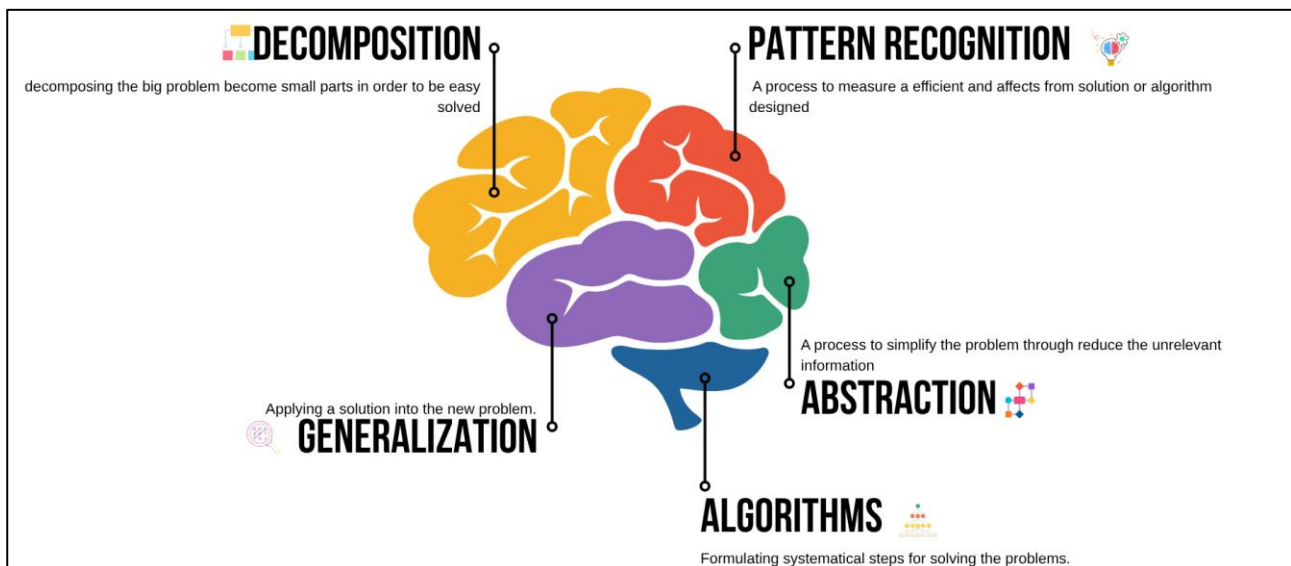 DECOMPOSITION
decomposing the big problem become small parts in order to be easy
solved
PATTERN RECOGNITION
A process to measure a efficient and affects from solution or algorithm
designed
A process to simplify the problem through reduce the unrelevant
information
ABSTRACTION
Applying a solution into the new problem.
GENERALIZATION
ALGORITHMS
Formulating systematical steps for solving the problems.